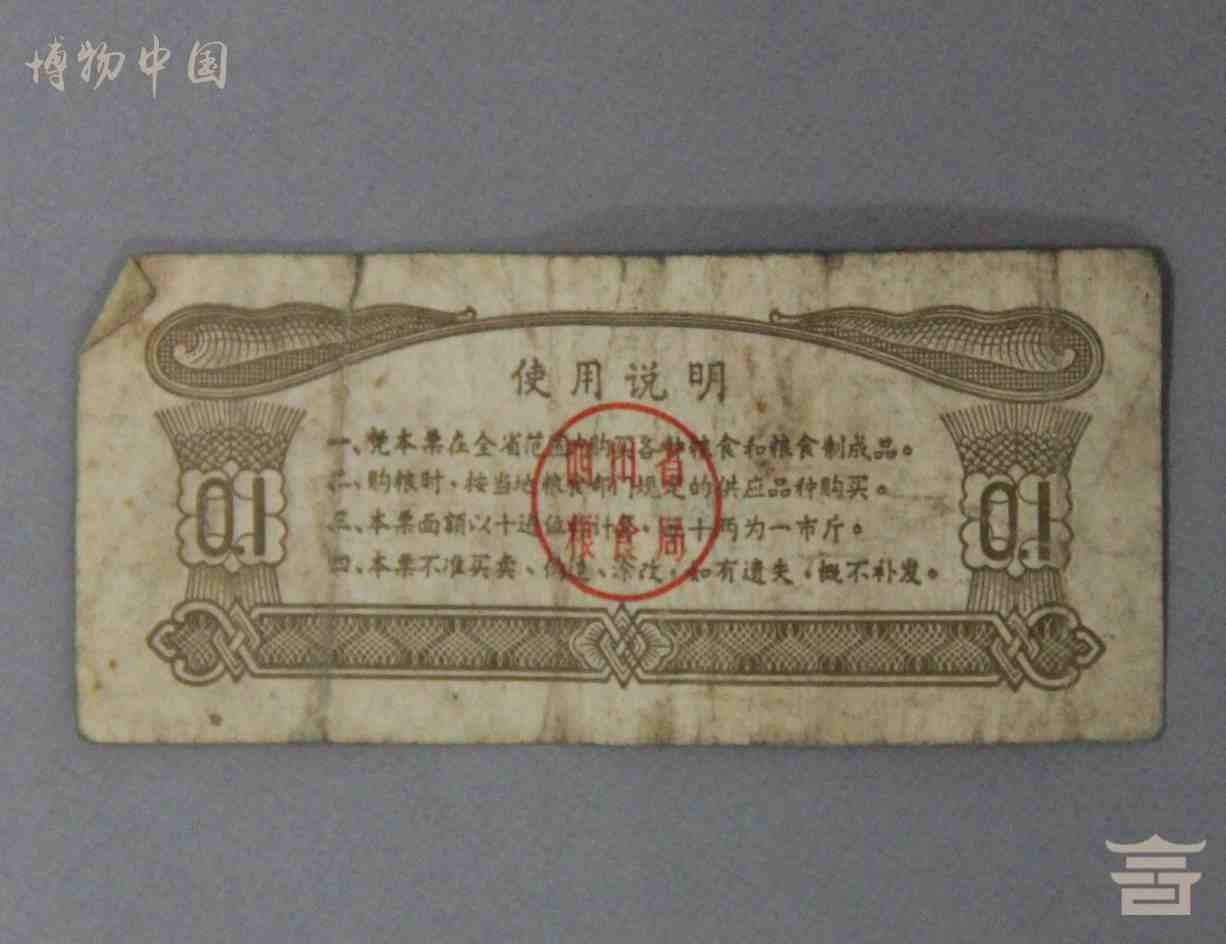 博物中国
使用说明
一、凭本票在全省范围内购买各种粮食和粮食制成品。
二、购粮时，按当地粮食部门规定的供应品种购买。
三、本票面额以十进位制计算，即十两为一市斤。
四、本票不准买卖、伪造、涂改，如有遗失，概不补发。
四川省
粮食局
0.1
0.1